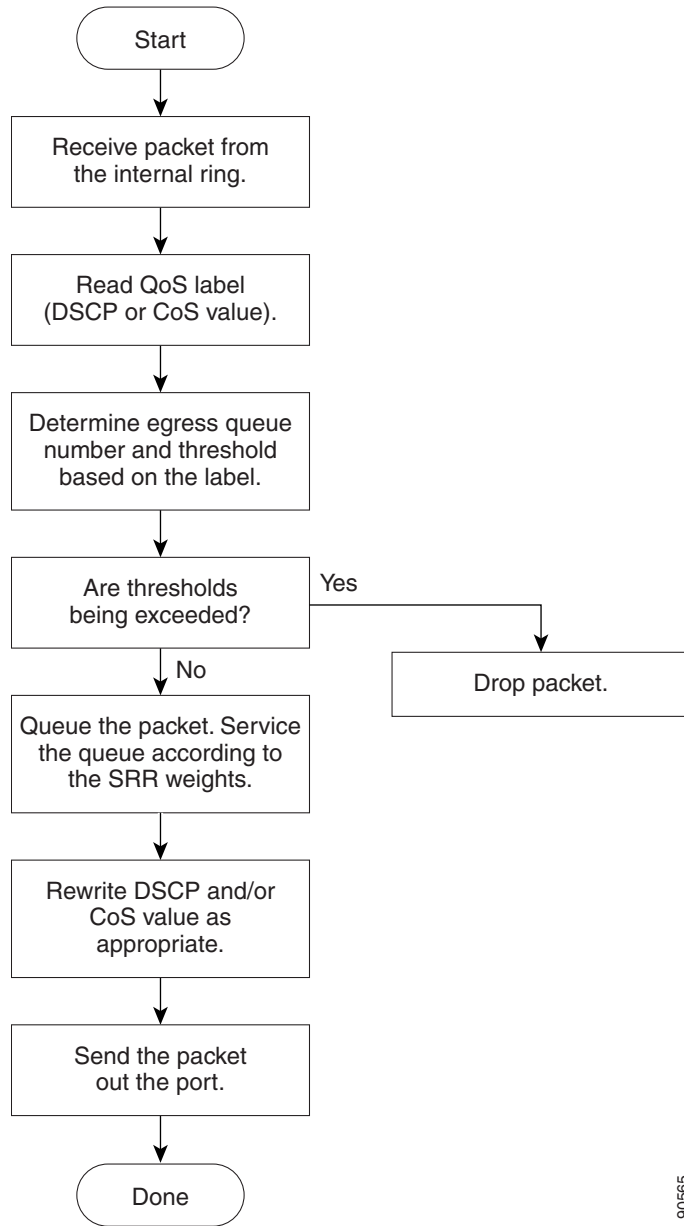 Start
Receive packet from
the internal ring.
Read QoS label
(DSCP or CoS value).
Determine egress queue
number and threshold
based on the label.
Are thresholds
being exceeded?
Yes
No
Drop packet.
Queue the packet. Service
the queue according to
the SRR weights.
Rewrite DSCP and/or
CoS value as
appropriate.
Send the packet
out the port.
Done
90565